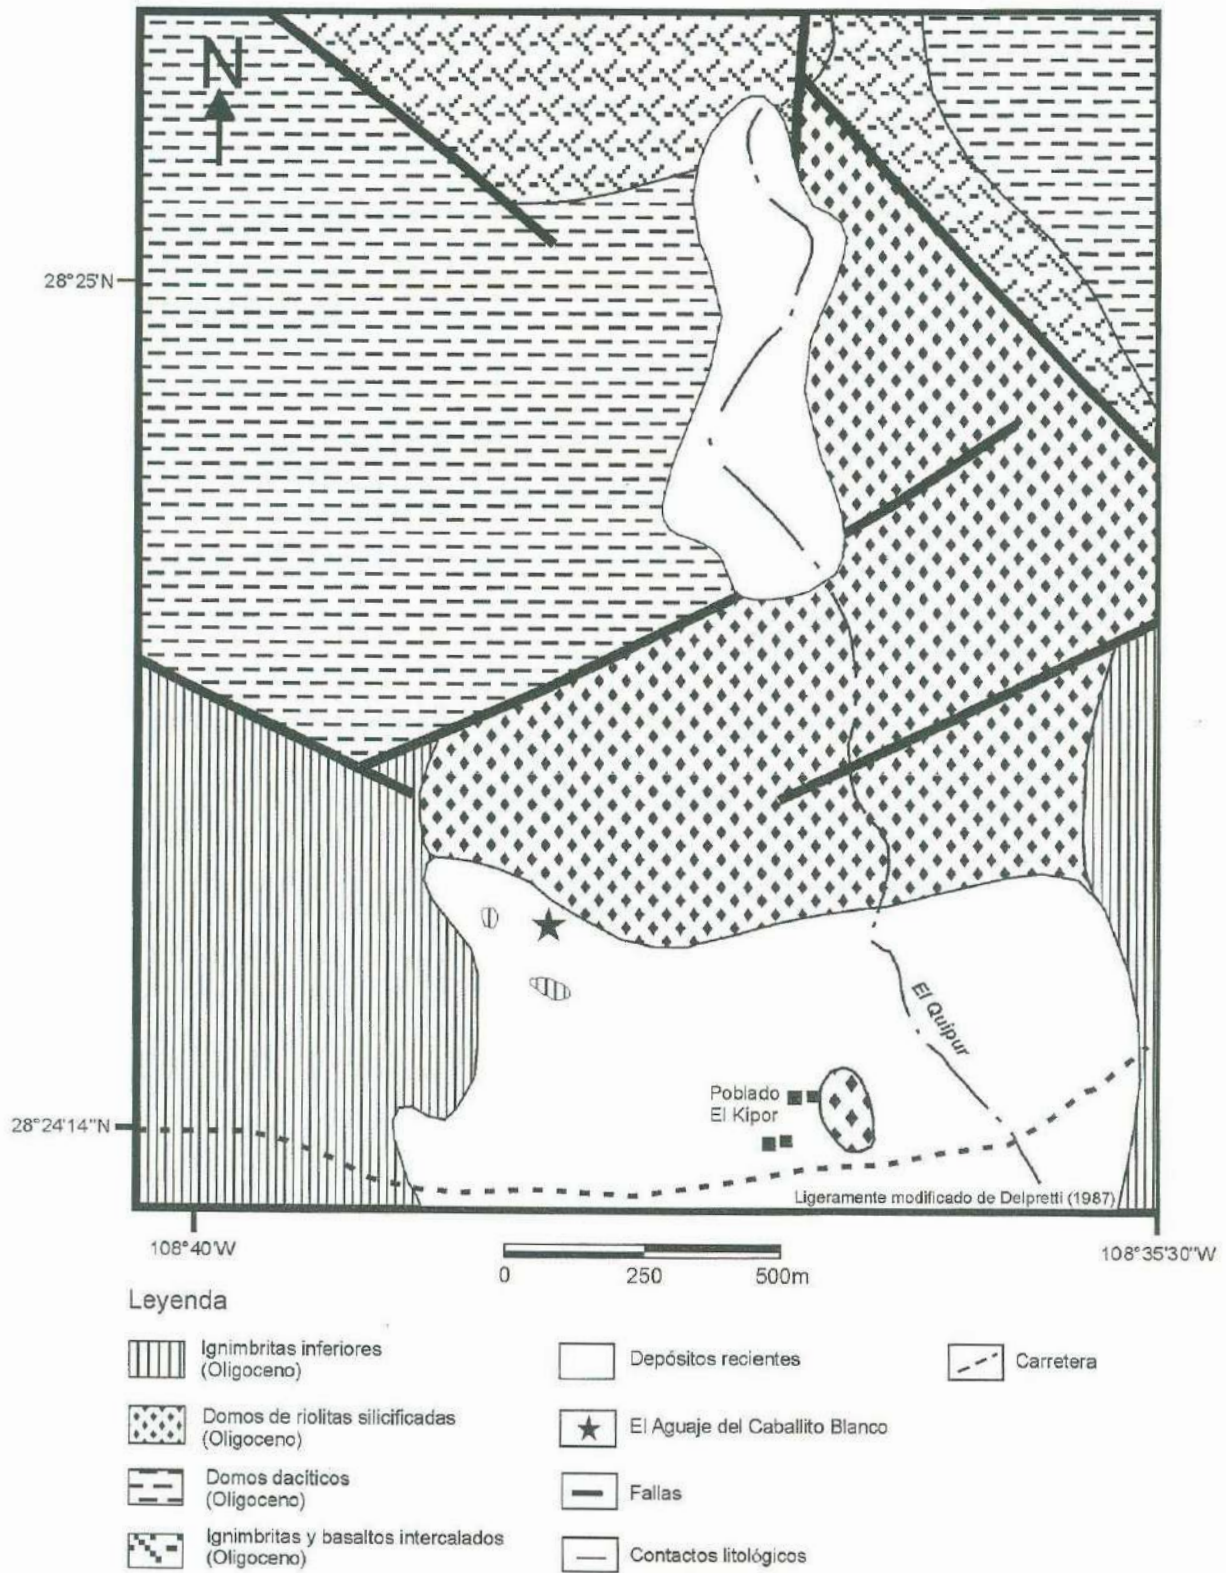 N
28°25'N
El Quipur
Poblado
El Kipor
28°24'14"N
Ligeramente modificado de Delpretti (1987)
108°40'W
108°35'30"W
0 250 500m
Leyenda
Ignimbritas inferiores
(Oligoceno)
Depósitos recientes
Carretera
Domos de riolitas silicificadas
(Oligoceno)
El Aguaje del Caballito Blanco
Domos dacíticos
(Oligoceno)
Fallas
Ignimbritas y basaltos intercalados
(Oligoceno)
Contactos litológicos